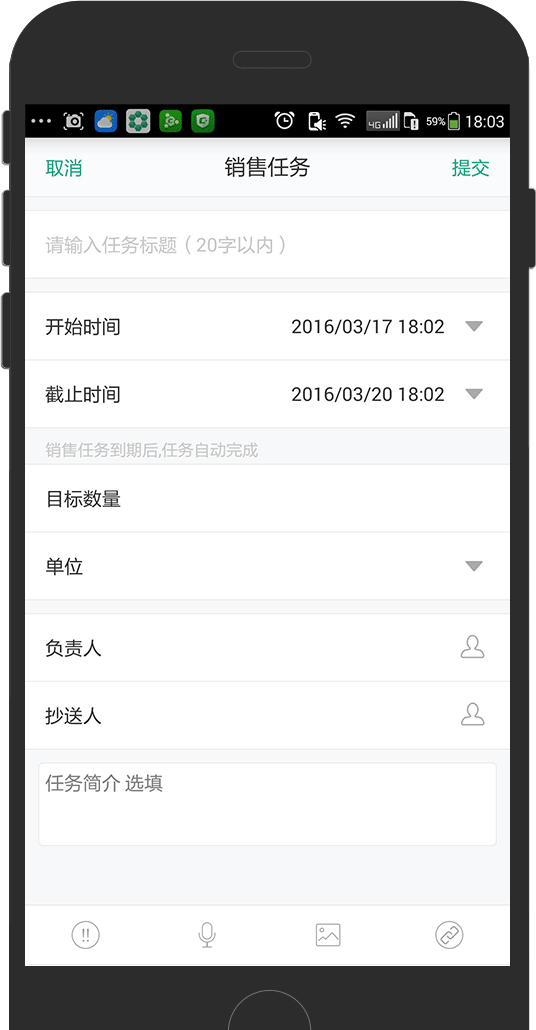 4G 59% 18:03
取消 销售任务 提交
请输入任务标题（20字以内）
开始时间 2016/03/17 18:02
截止时间 2016/03/20 18:02
销售任务到期后,任务自动完成
目标数量
单位
负责人
抄送人
任务简介 选填